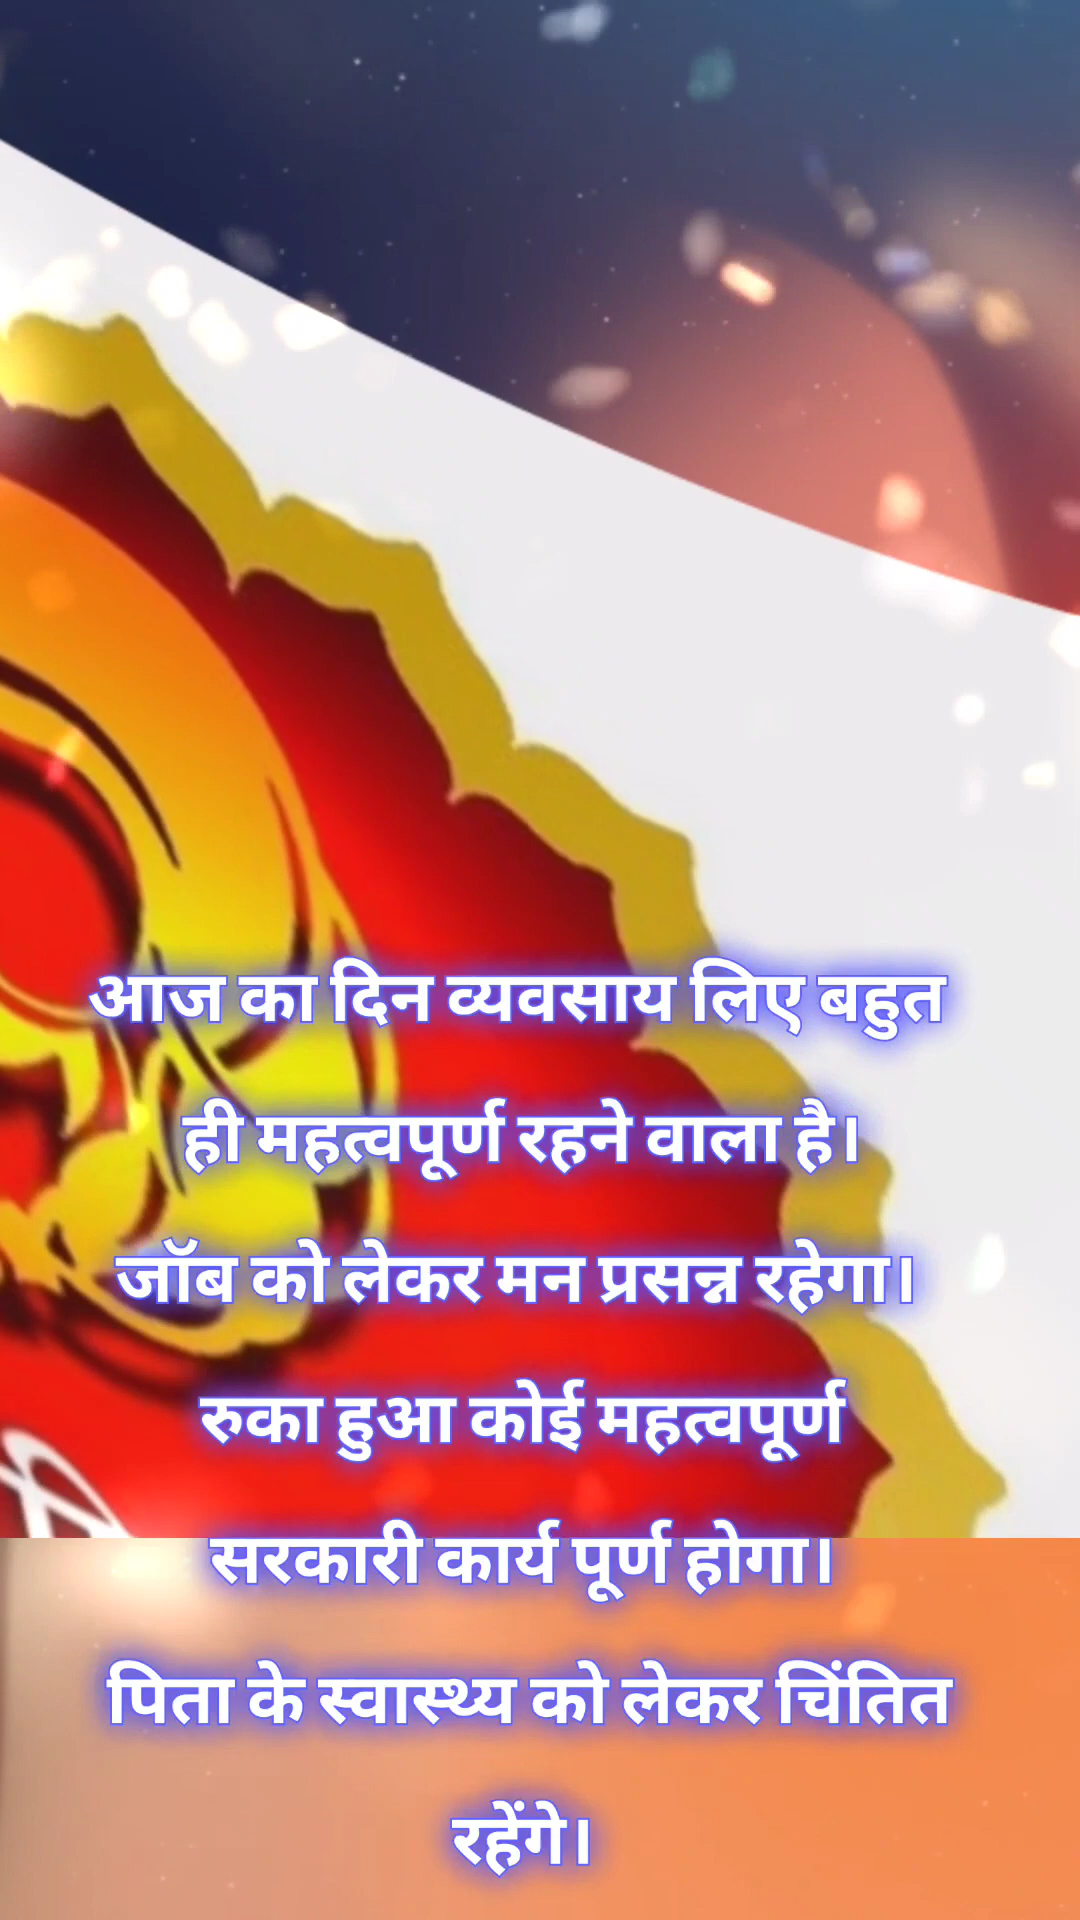 आज का दिन व्यवसाय लिए बहुत
ही महत्वपूर्ण रहने वाला है।
जॉब को लेकर मन प्रसन्न रहेगा।
रुका हुआ कोई महत्वपूर्ण
सरकारी कार्य पूर्ण होगा।
पिता के स्वास्थ्य को लेकर चिंतित
रहेंगे।